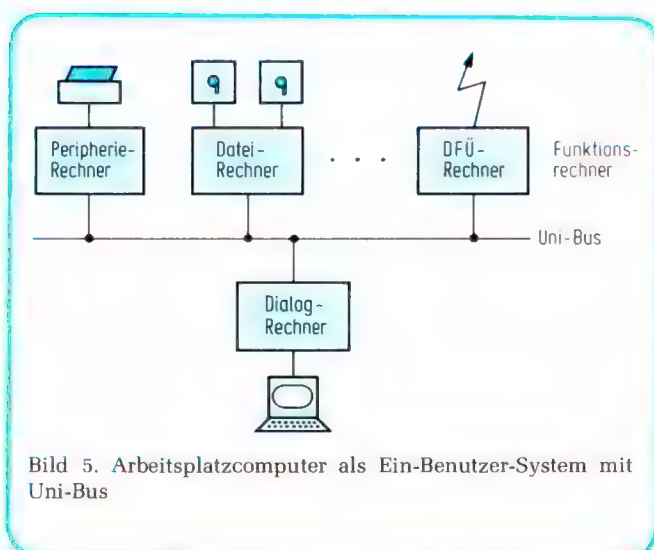 Peripherie-
Rechner
Datei-
Rechner
. . .
DFÜ-
Rechner
Funktions-
rechner
Uni-Bus
Dialog-
Rechner
Bild 5. Arbeitsplatzcomputer als Ein-Benutzer-System mit
Uni-Bus